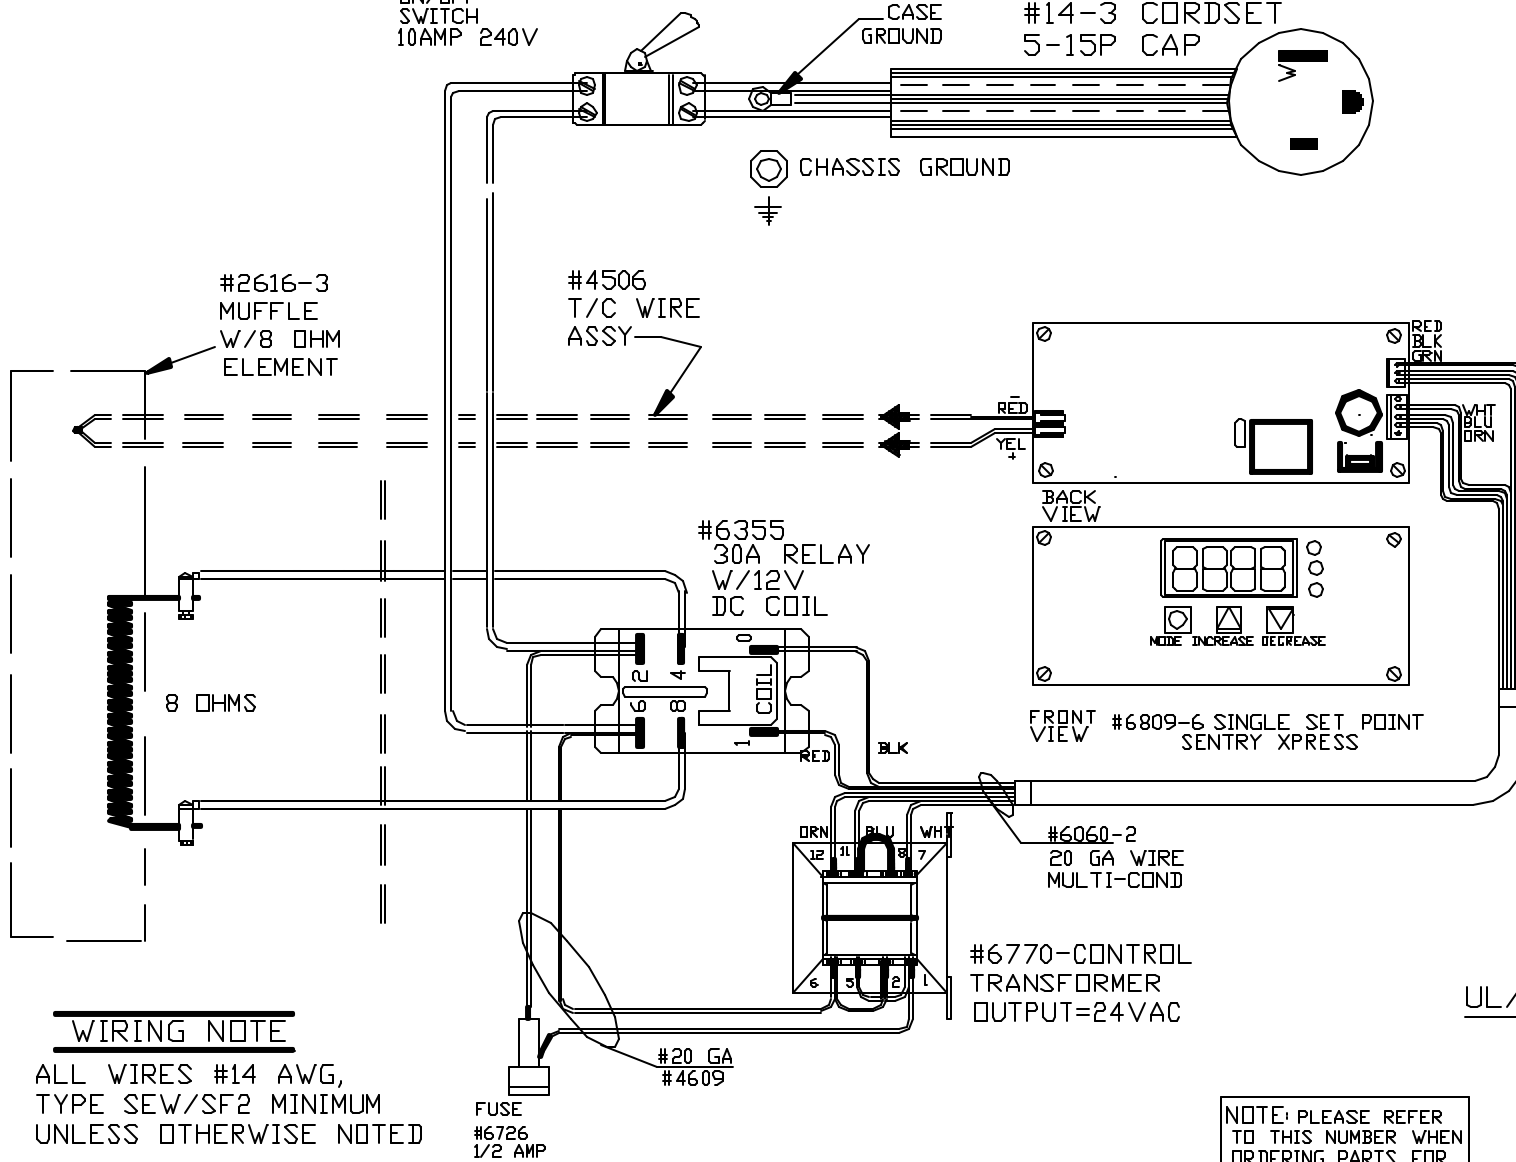 SWITCH
10AMP 240V
CASE
GROUND
#14-3 CORDSET
5-15P CAP
W
CHASSIS GROUND
#2616-3
MUFFLE
W/8 OHM
ELEMENT
#4506
T/C WIRE
ASSY
RED
BLK
GRN
-
RED
YEL
+
WHT
BLU
ORN
BACK
VIEW
#6355
30A RELAY
W/12V
DC COIL
MODE INCREASE DECREASE
0
2 4
COIL
6 8
1
8 OHMS
FRONT
VIEW
#6809-6 SINGLE SET POINT
SENTRY XPRESS
RED
BLK
ORN BLU WHT
12 11 8 7
#6060-2
20 GA WIRE
MULTI-COND
6 5 2 1
#6770-CONTROL
TRANSFORMER
OUTPUT=24VAC
UL/
WIRING NOTE
ALL WIRES #14 AWG,
TYPE SEW/SF2 MINIMUM
UNLESS OTHERWISE NOTED
#20 GA
#4609
FUSE
#6726
1/2 AMP
NOTE: PLEASE REFER
TO THIS NUMBER WHEN
ORDERING PARTS FOR